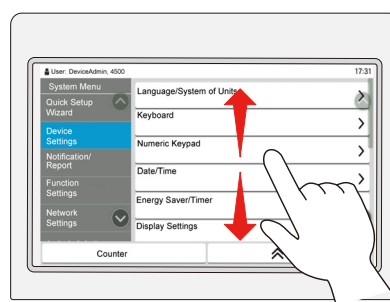 User: DeviceAdmin, 4500
17:31
System Menu
Quick Setup
Wizard
Device
Settings
Notification/
Report
Function
Settings
Network
Settings
Language/System of Units
Keyboard
Numeric Keypad
Date/Time
Energy Saver/Timer
Display Settings
Counter